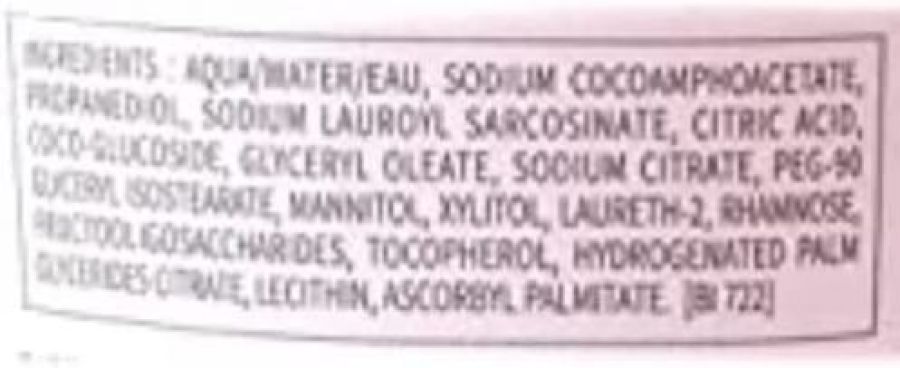 INGREDIENTS : AQUA/WATER/EAU, SODIUM COCOAMPHOACETATE,
PROPANEDIOL, SODIUM LAUROYL SARCOSINATE, CITRIC ACID,
COCO-GLUCOSIDE, GLYCERYL OLEATE, SODIUM CITRATE, PEG-90
GLYCERYL ISOSTEARATE, MANNITOL, XYLITOL, LAURETH-2, RHAMNOSE,
FRUCTOOLIGOSACCHARIDES, TOCOPHEROL, HYDROGENATED PALM
GLYCERIDES CITRATE, LECITHIN, ASCORBYL PALMITATE. [BI 722]